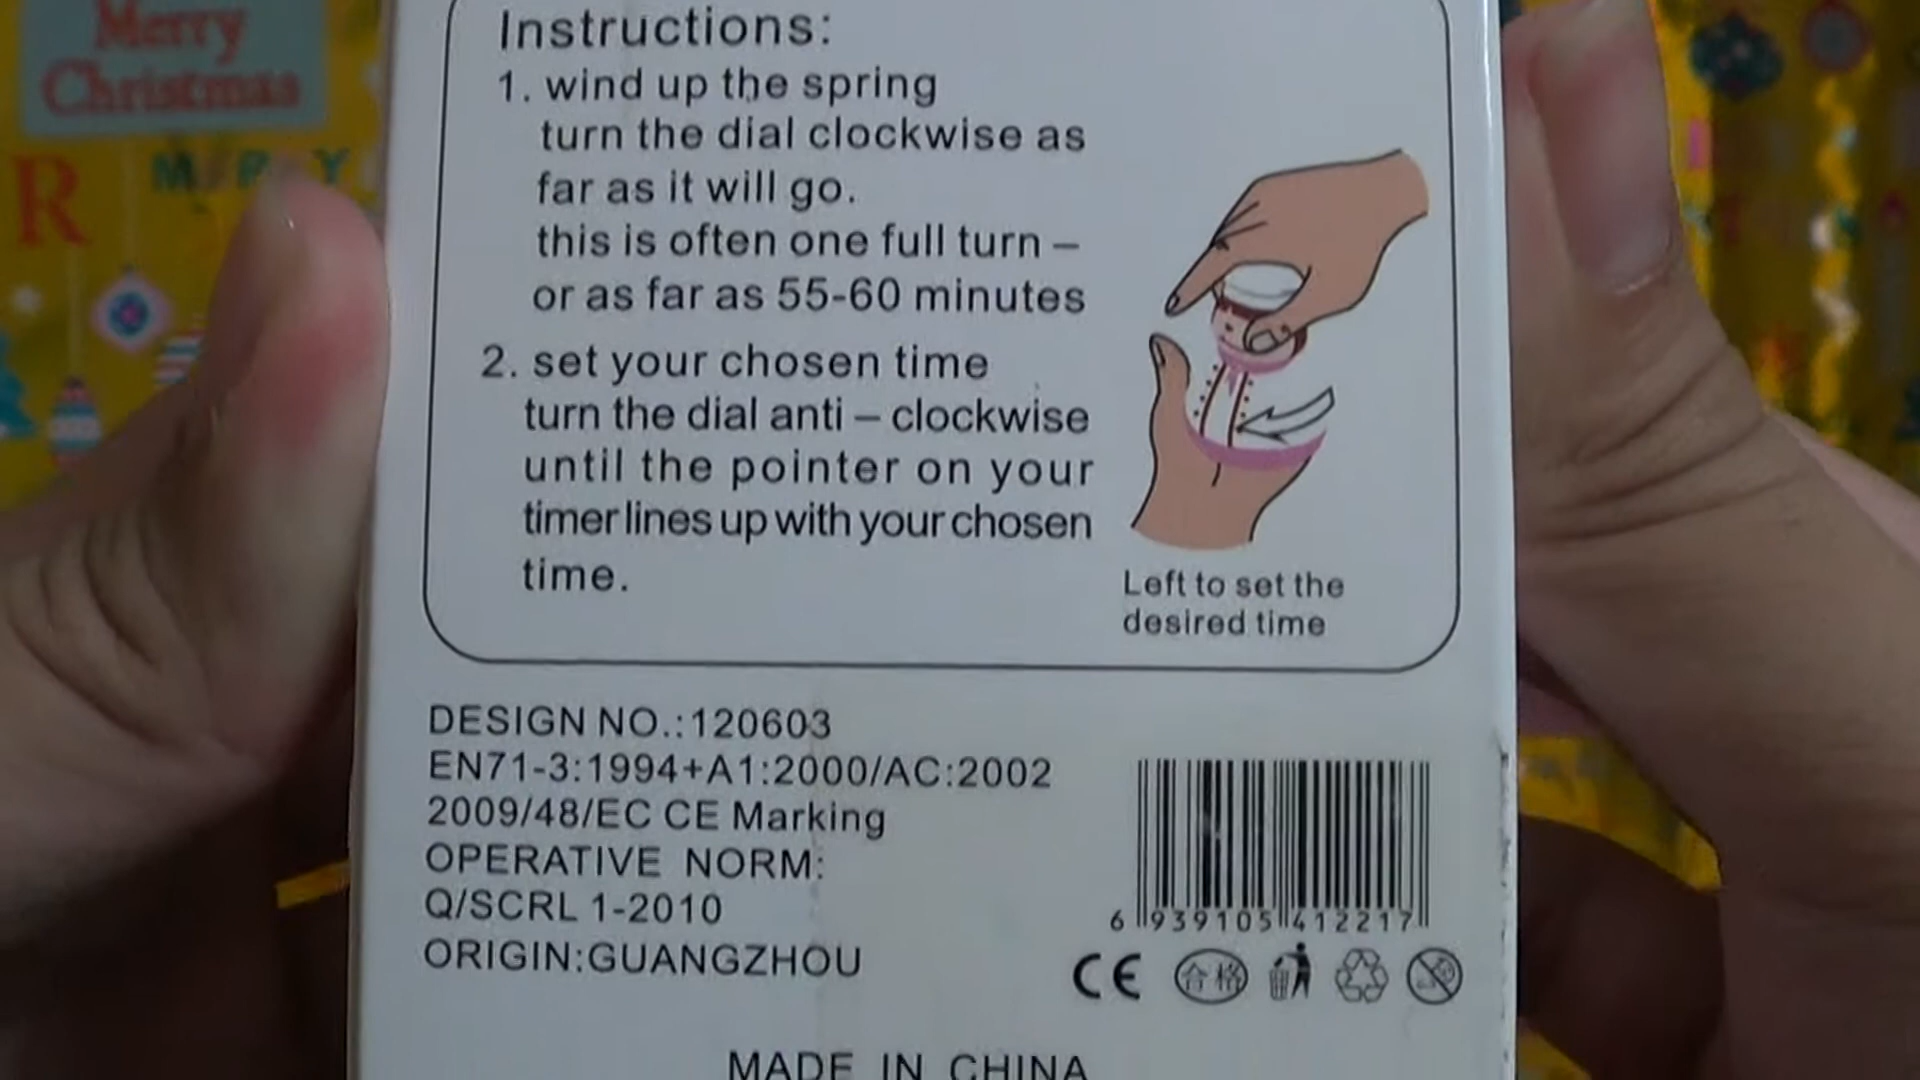 Merry
Christmas
R
Instructions:
1. wind up the spring
turn the dial clockwise as
far as it will go.
this is often one full turn –
or as far as 55-60 minutes
2. set your chosen time
turn the dial anti – clockwise
until the pointer on your
timer lines up with your chosen
time.
Left to set the
desired time
DESIGN NO.:120603
EN71-3:1994+A1:2000/AC:2002
2009/48/EC CE Marking
OPERATIVE NORM:
Q/SCRL 1-2010
ORIGIN:GUANGZHOU
6 939105 412217
CE 合格
MADE IN CHINA